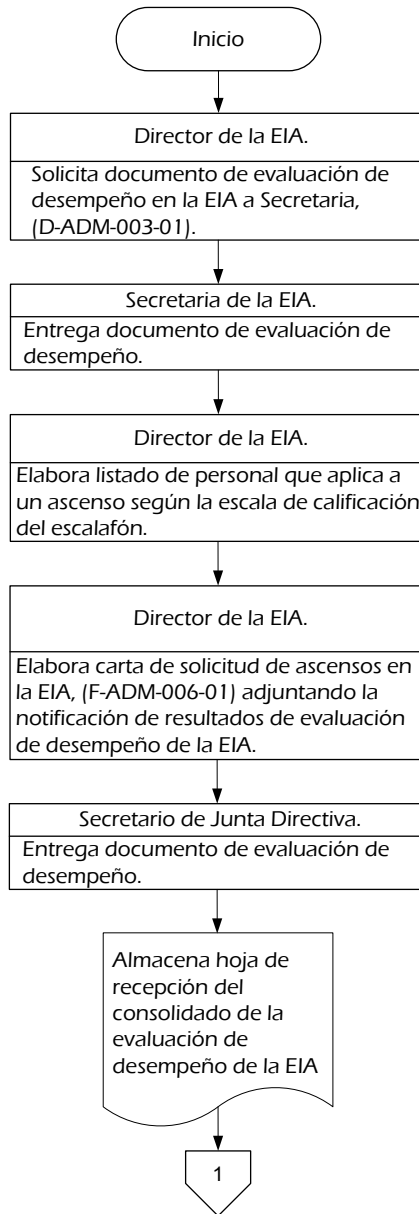 Inicio
Director de la EIA.
Solicita documento de evaluación de
desempeño en la EIA a Secretaria,
(D-ADM-003-01).
Secretaria de la EIA.
Entrega documento de evaluación de
desempeño.
Director de la EIA.
Elabora listado de personal que aplica a
un ascenso según la escala de calificación
del escalafón.
Director de la EIA.
Elabora carta de solicitud de ascensos en
la EIA, (F-ADM-006-01) adjuntando la
notificación de resultados de evaluación
de desempeño de la EIA.
Secretario de Junta Directiva.
Entrega documento de evaluación de
desempeño.
Almacena hoja de
recepción del
consolidado de la
evaluación de
desempeño de la EIA
1